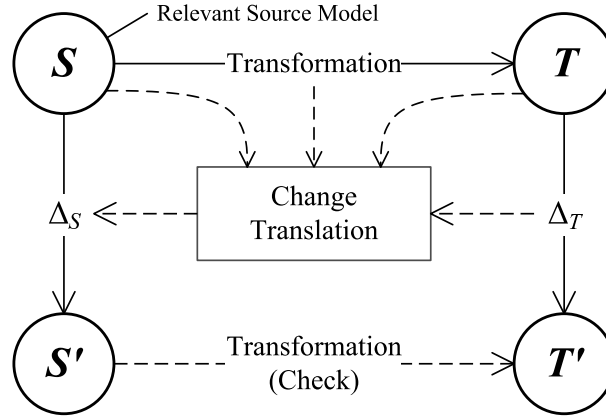 Relevant Source Model
S
Transformation
T
Change
Translation
ΔS
ΔT
S'
Transformation
(Check)
T'